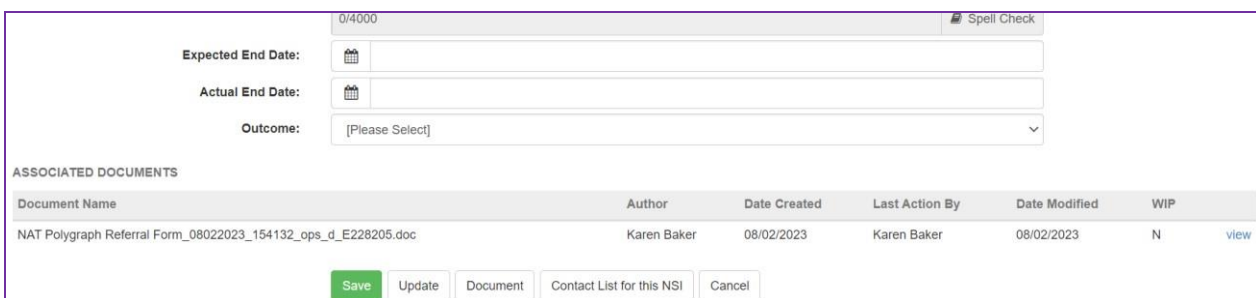 0/4000 Spell Check
Expected End Date:
Actual End Date:
Outcome: [Please Select]
ASSOCIATED DOCUMENTS
Document Name Author Date Created Last Action By Date Modified WIP
NAT Polygraph Referral Form_08022023_154132_ops_d_E228205.doc Karen Baker 08/02/2023 Karen Baker 08/02/2023 N view
Save Update Document Contact List for this NSI Cancel